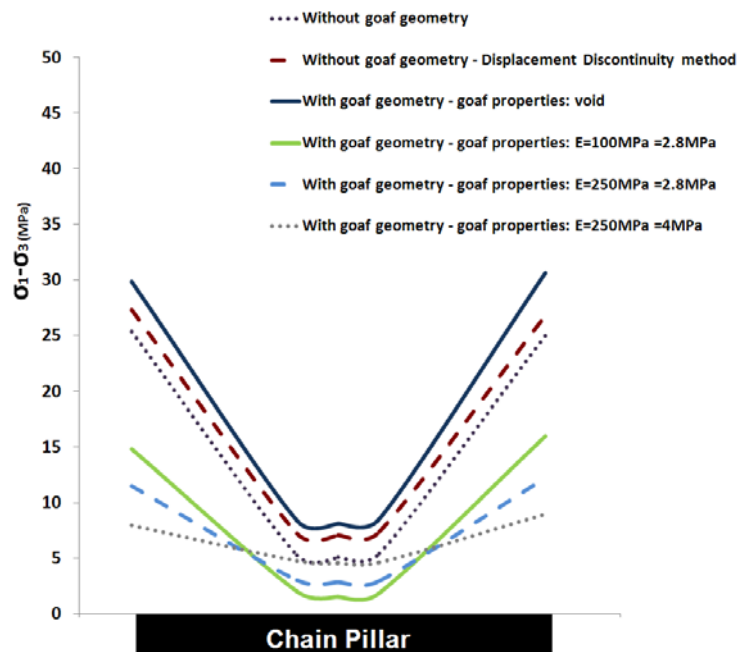 Without goaf geometry
Without goaf geometry - Displacement Discontinuity method
With goaf geometry - goaf properties: void
With goaf geometry - goaf properties: E=100MPa =2.8MPa
With goaf geometry - goaf properties: E=250MPa =2.8MPa
With goaf geometry - goaf properties: E=250MPa =4MPa
50
45
40
35
30
25
20
15
10
5
0
σ1-σ3 (MPa)
Chain Pillar